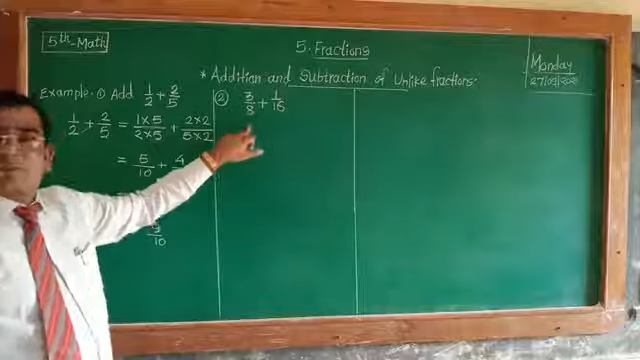 5th-Math
5. Fractions
Monday
* Addition and Subtraction of Unlike fractions:
Example. ① Add 1/2 + 2/5
1/2 + 2/5 = 1×5/2×5 + 2×2/5×2
= 5/10 + 4
9/10
② 3/8 + 1/16